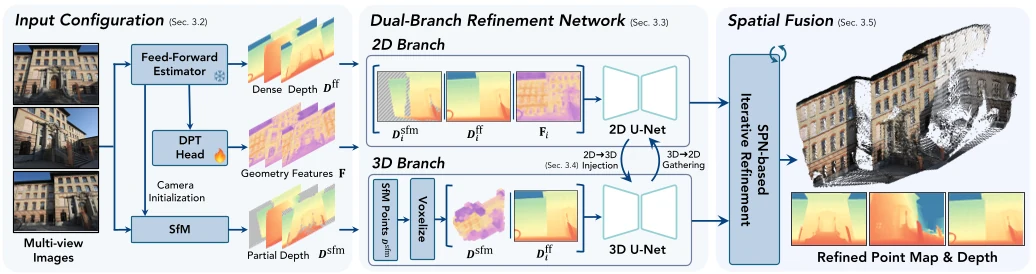 Input Configuration (Sec. 3.2)
Feed-Forward
Estimator
Dense Depth D^ff
DPT
Head
Geometry Features F
Camera
Initialization
SfM
Partial Depth D^sfm
Multi-view
Images
Dual-Branch Refinement Network (Sec. 3.3)
2D Branch
D_i^sfm
D_i^ff
F_i
2D U-Net
(Sec. 3.4)
2D→3D
Injection
3D→2D
Gathering
3D Branch
SfM Points D^sfm
Voxelize
D^sfm
D_i^ff
3D U-Net
Spatial Fusion (Sec. 3.5)
SPN-based
Iterative Refinement
Refined Point Map & Depth